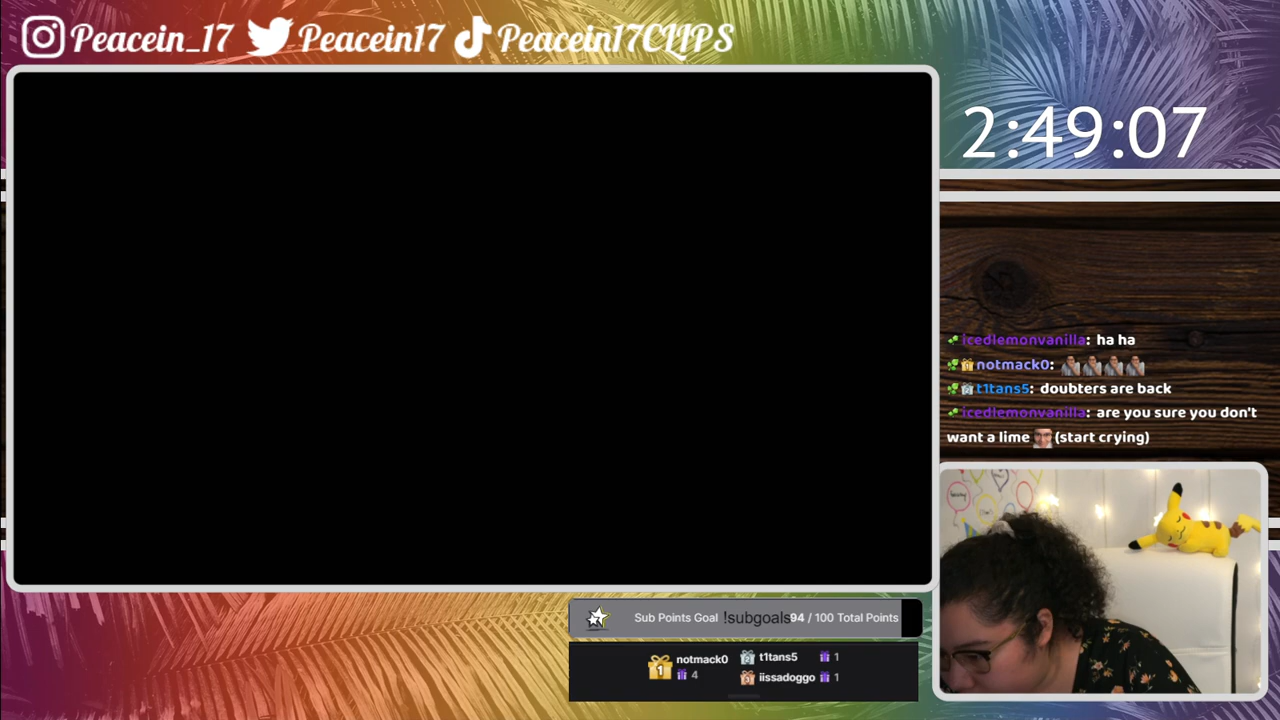 Peacein_17 Peacein17 Peacein17CLIPS
2:49:07
icedlemonvanilla: ha ha
notmack0:
t1tans5: doubters are back
icedlemonvanilla: are you sure you don't
want a lime (start crying)
Sub Points Goal !subgoals 94 / 100 Total Points
1 notmack0 4
t1tans5 1
iissadoggo 1